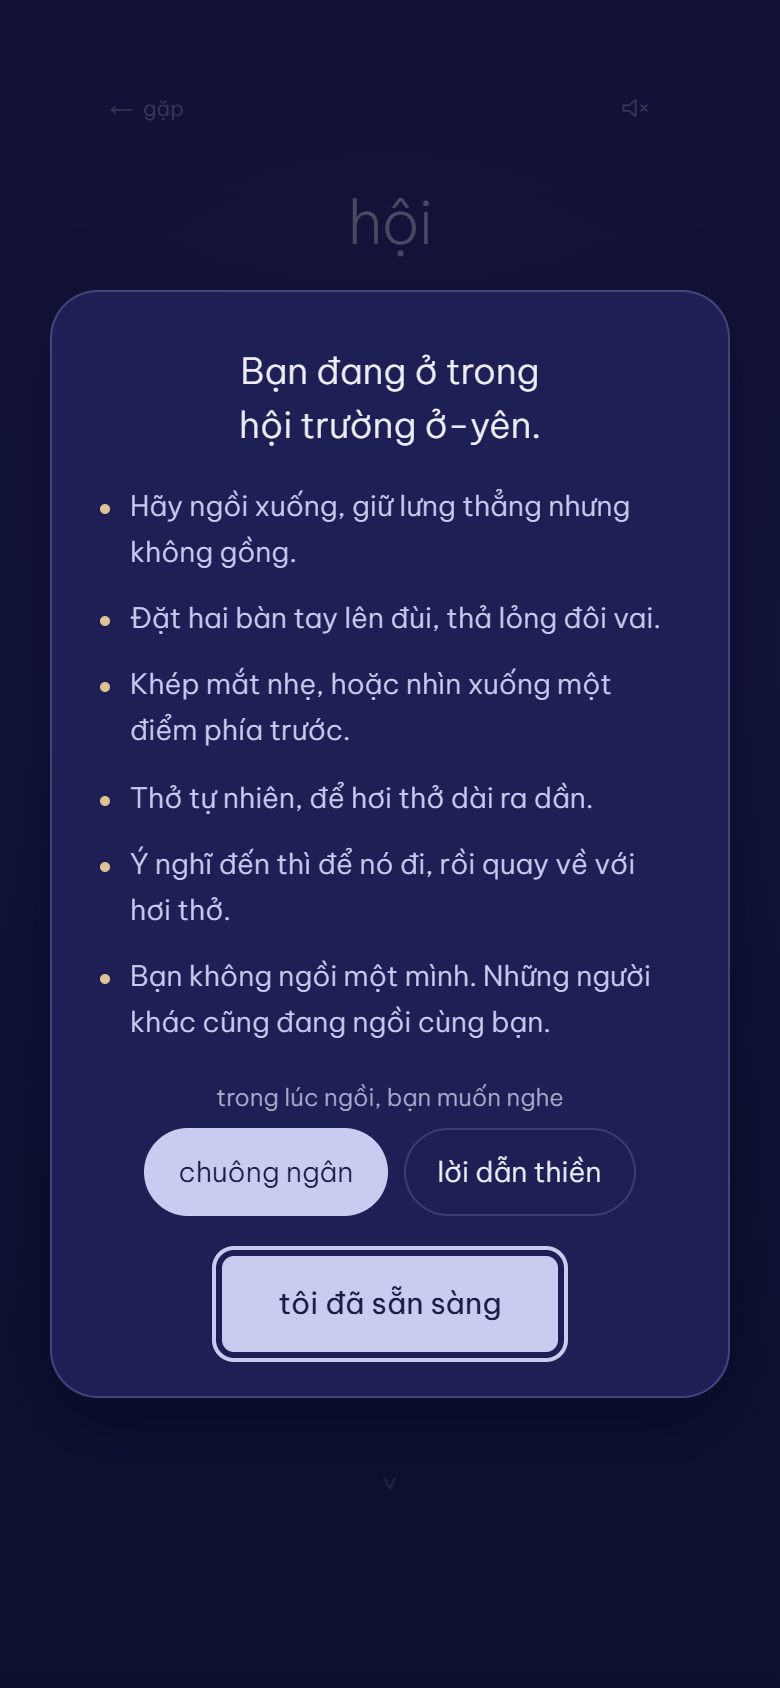 ← gặp
hội
Bạn đang ở trong
hội trường ở-yên.
Hãy ngồi xuống, giữ lưng thẳng nhưng
không gồng.
Đặt hai bàn tay lên đùi, thả lỏng đôi vai.
Khép mắt nhẹ, hoặc nhìn xuống một
điểm phía trước.
Thở tự nhiên, để hơi thở dài ra dần.
Ý nghĩ đến thì để nó đi, rồi quay về với
hơi thở.
Bạn không ngồi một mình. Những người
khác cũng đang ngồi cùng bạn.
trong lúc ngồi, bạn muốn nghe
chuông ngân
lời dẫn thiền
tôi đã sẵn sàng